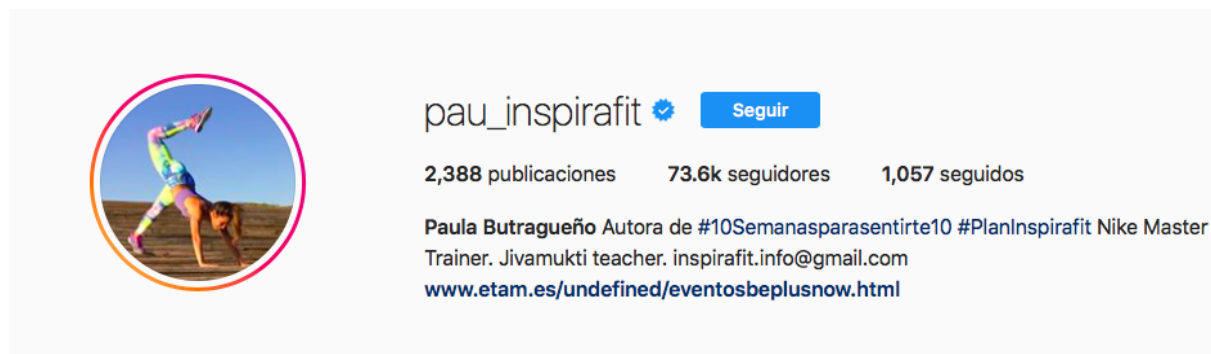 pau_inspirafit Seguir
2,388 publicaciones 73.6k seguidores 1,057 seguidos
Paula Butragueño Autora de #10Semanasparasentirte10 #PlanInspirafit Nike Master
Trainer. Jivamukti teacher. inspirafit.info@gmail.com
www.etam.es/undefined/eventosbeplusnow.html